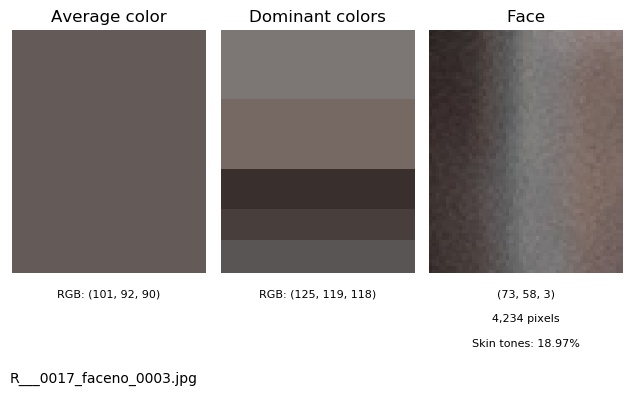 Average color
Dominant colors
Face
RGB: (101, 92, 90)
RGB: (125, 119, 118)
(73, 58, 3)
4,234 pixels
Skin tones: 18.97%
R___0017_faceno_0003.jpg